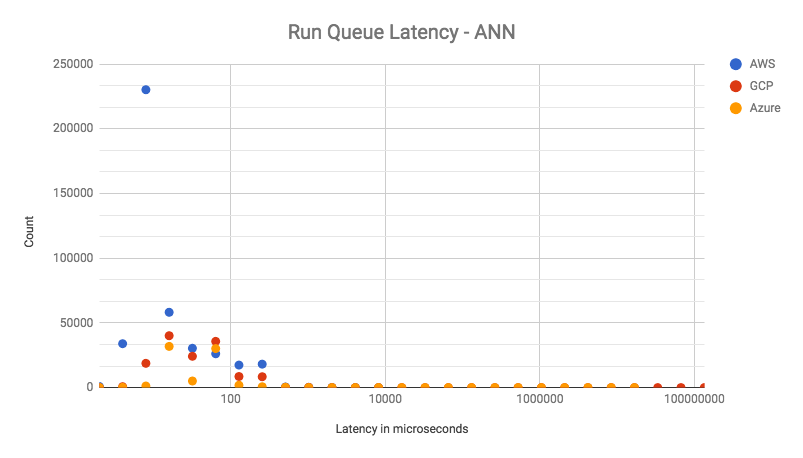 Run Queue Latency - ANN
AWS
GCP
Azure
250000
200000
150000
100000
50000
0
Count
100
10000
1000000
100000000
Latency in microseconds